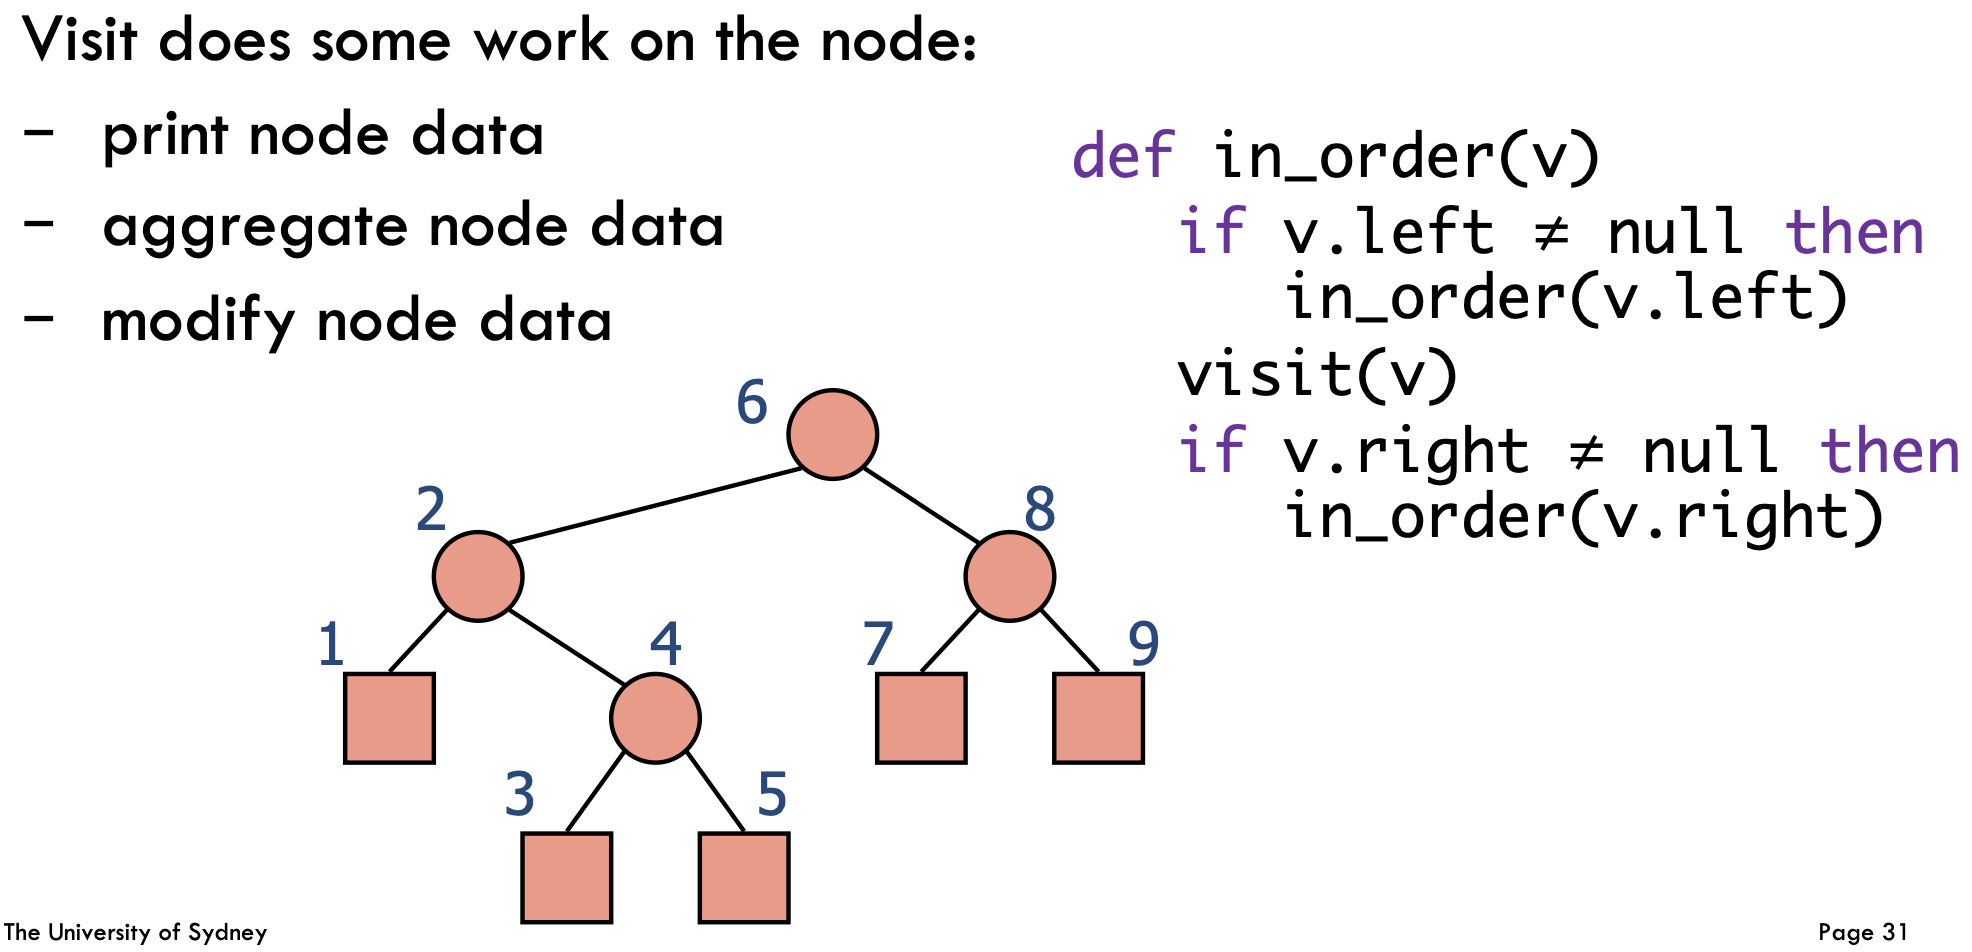 Visit does some work on the node:
− print node data
− aggregate node data
− modify node data
def in_order(v)
if v.left ≠ null then
in_order(v.left)
visit(v)
if v.right ≠ null then
in_order(v.right)
6
2
8
1
4
7
9
3
5
The University of Sydney
Page 31